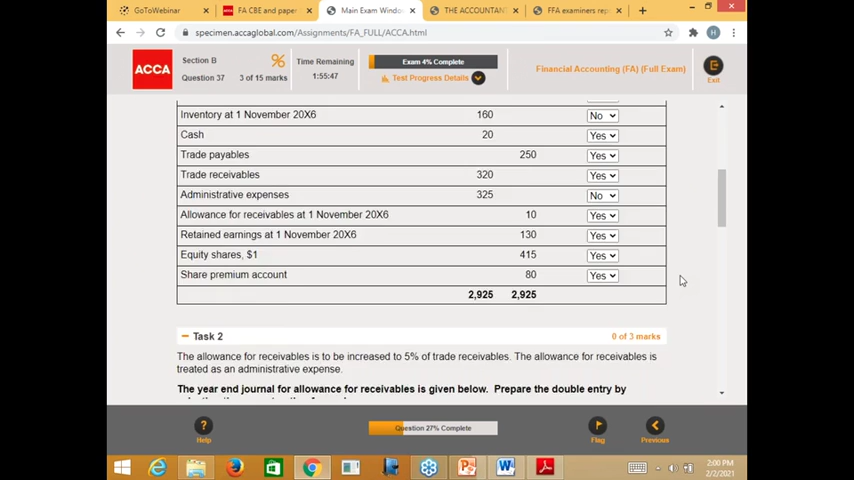 GoToWebinar
FA CBE and paper
Main Exam Window
THE ACCOUNTAN
FFA examiners rep
specimen.accaglobal.com/Assignments/FA_FULL/ACCA.html
H
ACCA
Section B
Question 37
3 of 15 marks
Time Remaining
1:55:47
Exam 4% Complete
Test Progress Details
Financial Accounting (FA) (Full Exam)
Exit
Inventory at 1 November 20X6 160 No
Cash 20 Yes
Trade payables 250 Yes
Trade receivables 320 Yes
Administrative expenses 325 No
Allowance for receivables at 1 November 20X6 10 Yes
Retained earnings at 1 November 20X6 130 Yes
Equity shares, $1 415 Yes
Share premium account 80 Yes
2,925 2,925
Task 2 0 of 3 marks
The allowance for receivables is to be increased to 5% of trade receivables. The allowance for receivables is
treated as an administrative expense.
The year end journal for allowance for receivables is given below. Prepare the double entry by
Help
Question 27% Complete
Flag
Previous
2:00 PM
2/2/2021